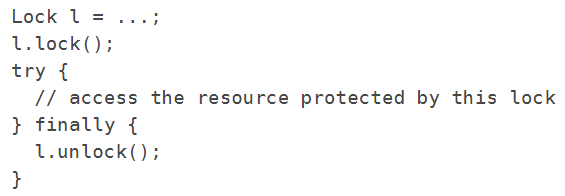 Lock l = ...;
l.lock();
try {
  // access the resource protected by this lock
} finally {
  l.unlock();
}